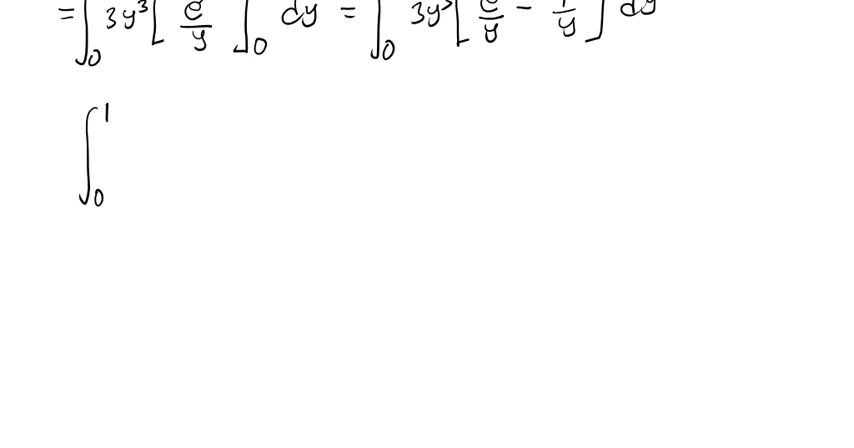 = ∫₀ 3y³ [ e/y ]₀ dy = ∫₀ 3y³ [ e/y - 1/y ] dy
∫₀¹